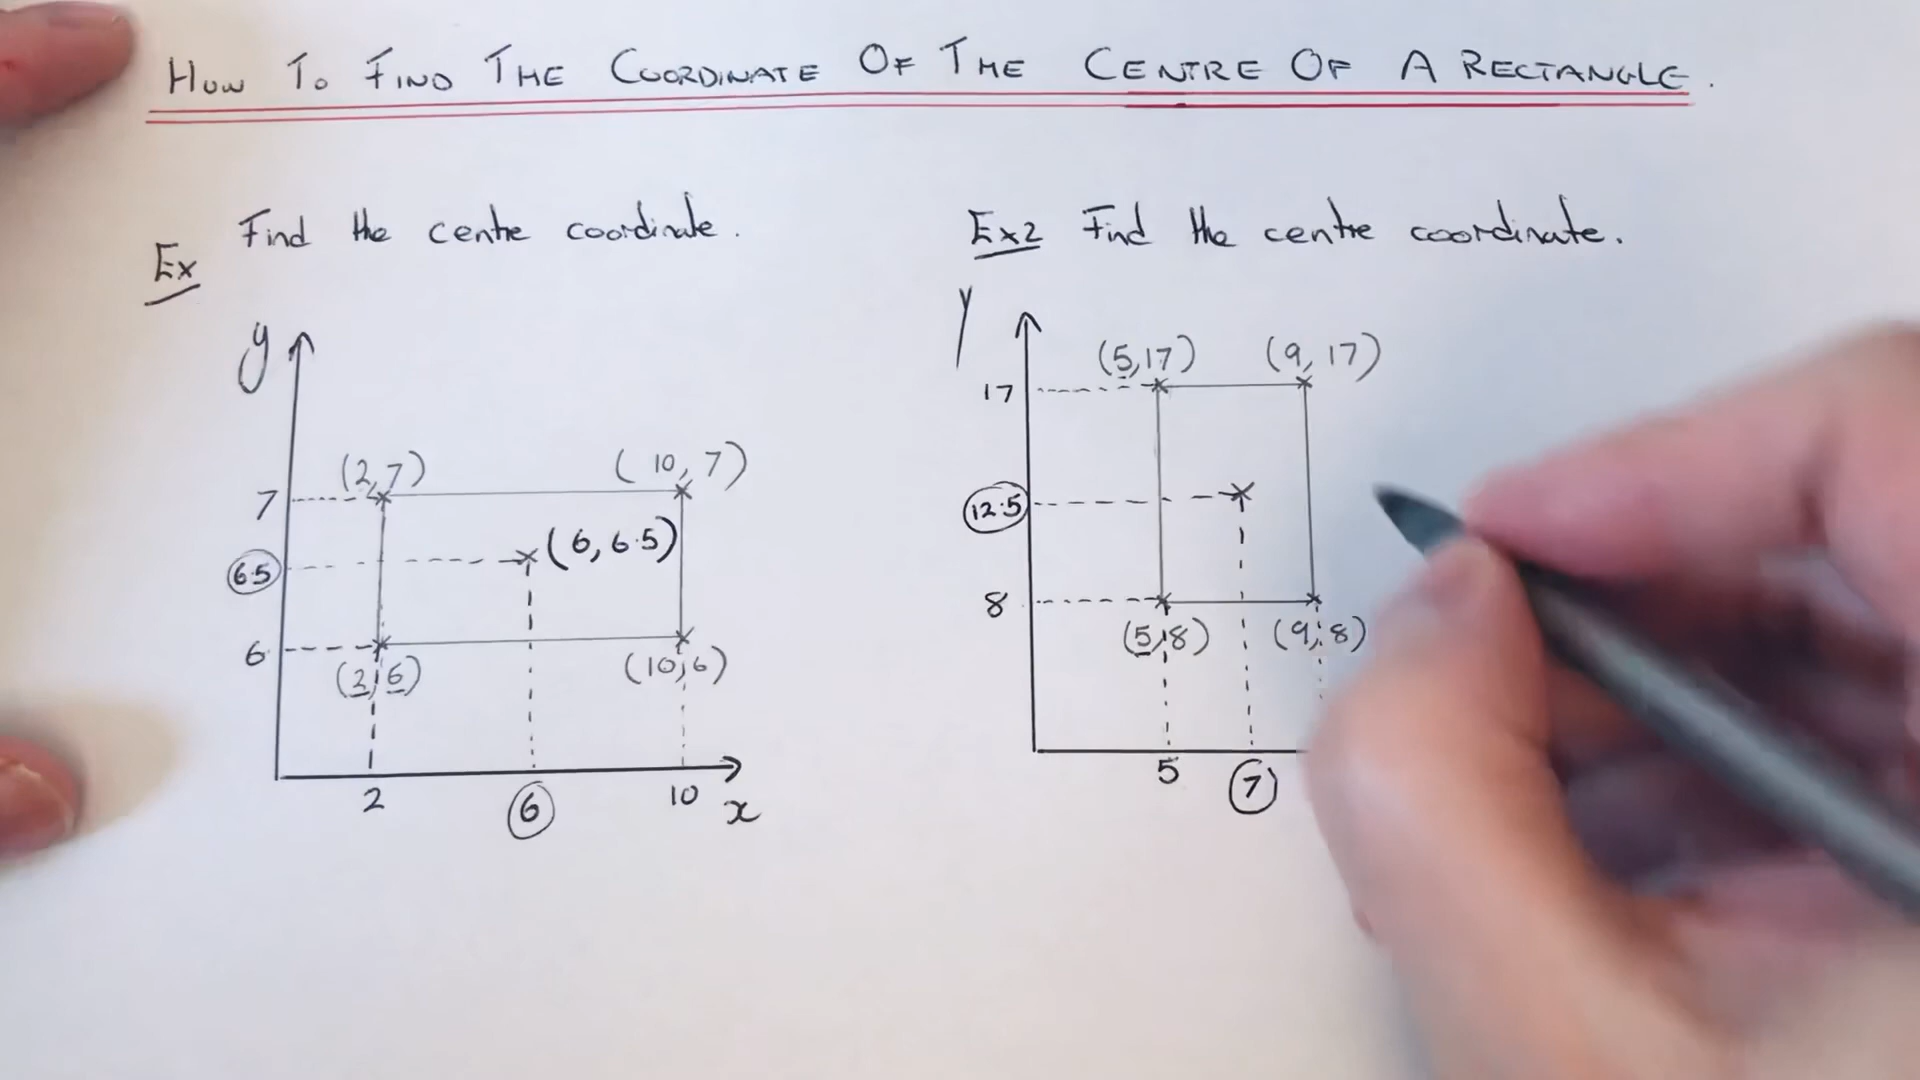 How To Find The Coordinate Of The Centre Of A Rectangle.
Ex Find the centre coordinate.
y
(2,7) (10, 7)
7
(6, 6.5)
6.5
6
(2,6) (10,6)
2 6 10 x
Ex2 Find the centre coordinate.
y
(5,17) (9, 17)
17
12.5
8
(5,8) (9,8)
5 7